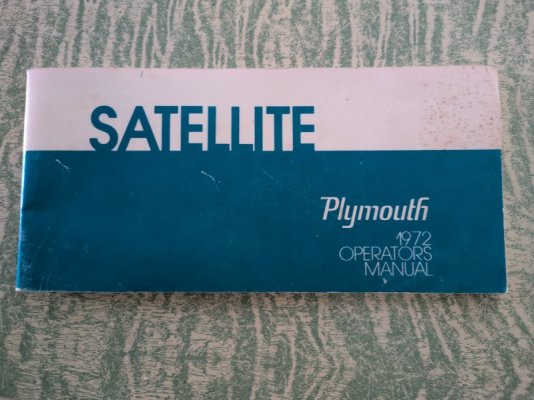 SATELLITE
Plymouth
1972
OPERATORS
MANUAL